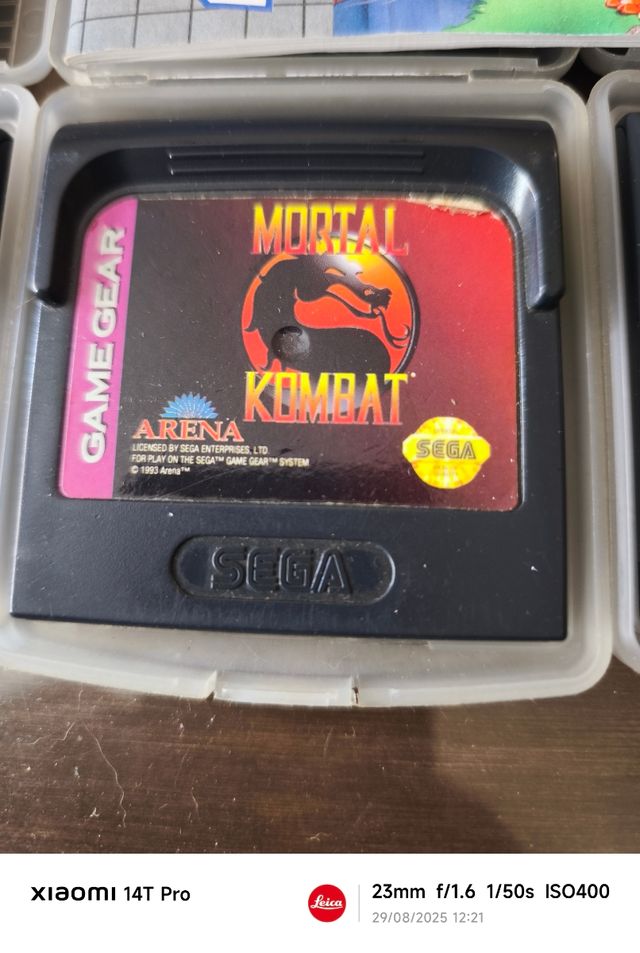 MORTAL
KOMBAT
GAME GEAR
ARENA
LICENSED BY SEGA ENTERPRISES, LTD.
FOR PLAY ON THE SEGA™ GAME GEAR™ SYSTEM
© 1993 Arena™
SEGA
SEGA
XIAOMI 14T Pro
Leica
23mm f/1.6 1/50s ISO400
29/08/2025 12:21